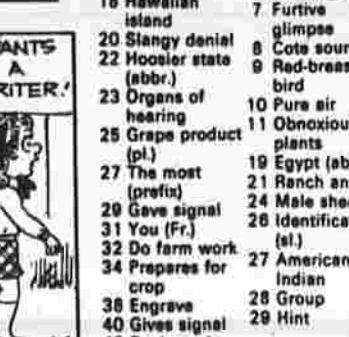 ANTS
A
RITER!
18 Hawaiian
island
20 Slangy denial
22 Hoosier state
(abbr.)
23 Organs of
hearing
25 Grape product
(pl.)
27 The most
(prefix)
29 Gave signal
31 You (Fr.)
32 Do farm work
34 Prepares for
crop
38 Engrave
40 Gives signal
7 Furtive
glimpse
8 Cote soun
9 Red-breas
bird
10 Pure air
11 Obnoxiou
plants
19 Egypt (ab
21 Ranch an
24 Male shee
26 Identifica
(sl.)
27 American
Indian
28 Group
29 Hint